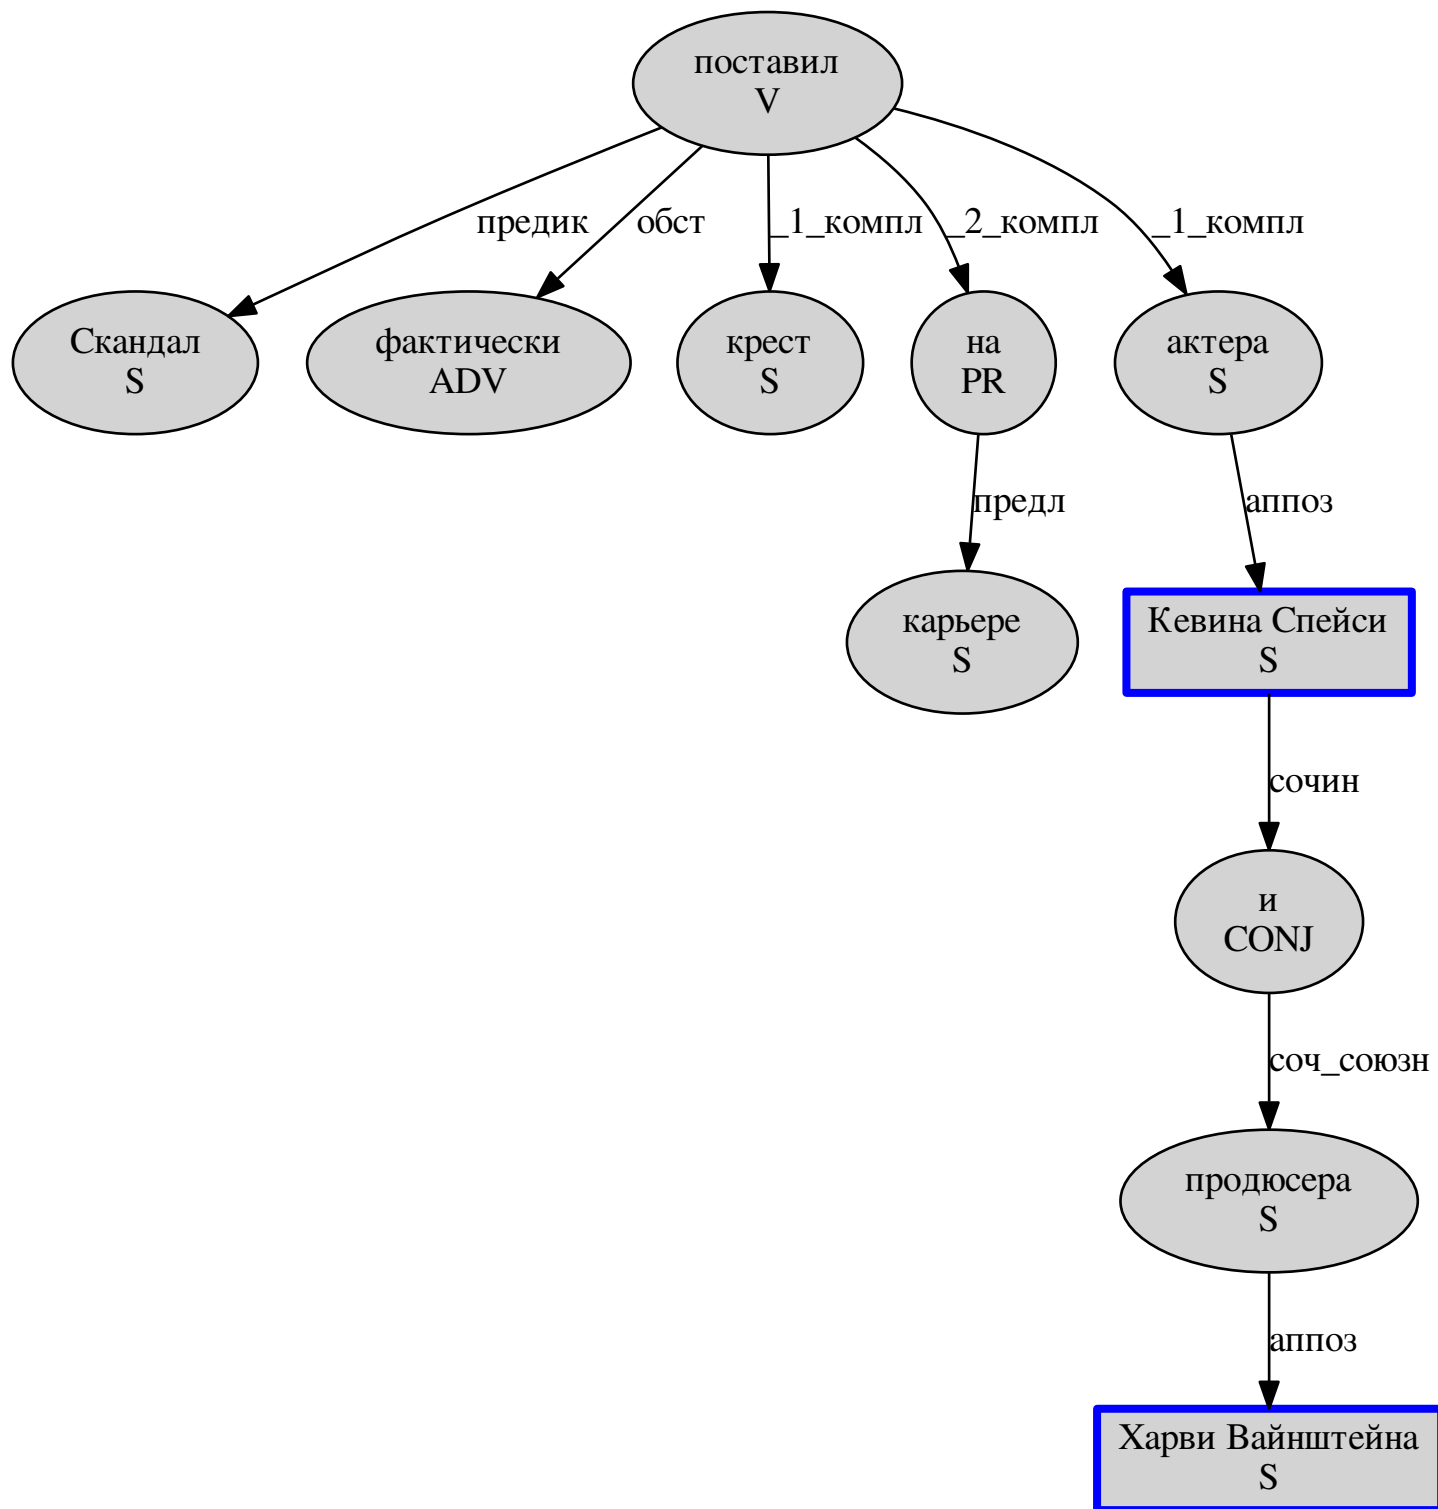 поставил
V
предик
обст
_1_компл
_2_компл
_1_компл
Скандал
S
фактически
ADV
крест
S
на
PR
актера
S
предл
аппоз
карьере
S
Кевина Спейси
S
сочин
и
CONJ
соч_союзн
продюсера
S
аппоз
Харви Вайнштейна
S